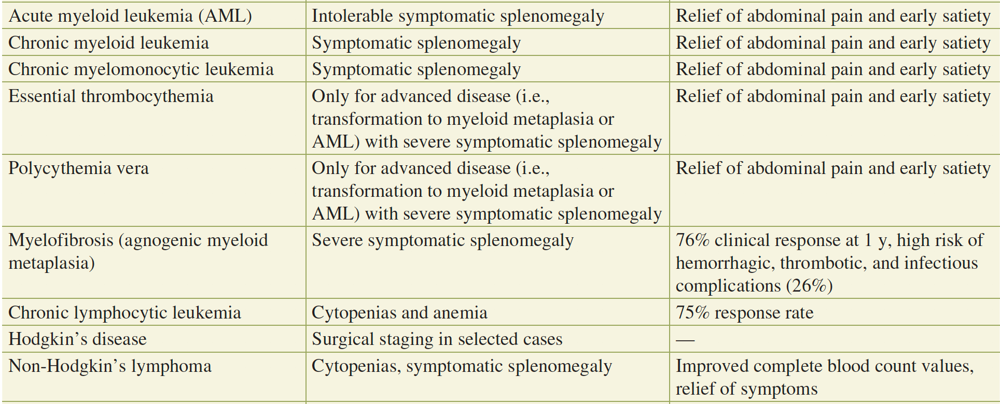 Acute myeloid leukemia (AML) Intolerable symptomatic splenomegaly Relief of abdominal pain and early satiety
Chronic myeloid leukemia Symptomatic splenomegaly Relief of abdominal pain and early satiety
Chronic myelomonocytic leukemia Symptomatic splenomegaly Relief of abdominal pain and early satiety
Essential thrombocythemia Only for advanced disease (i.e., Relief of abdominal pain and early satiety
transformation to myeloid metaplasia or
AML) with severe symptomatic splenomegaly
Polycythemia vera Only for advanced disease (i.e., Relief of abdominal pain and early satiety
transformation to myeloid metaplasia or
AML) with severe symptomatic splenomegaly
Myelofibrosis (agnogenic myeloid Severe symptomatic splenomegaly 76% clinical response at 1 y, high risk of
metaplasia) hemorrhagic, thrombotic, and infectious
complications (26%)
Chronic lymphocytic leukemia Cytopenias and anemia 75% response rate
Hodgkin’s disease Surgical staging in selected cases —
Non-Hodgkin’s lymphoma Cytopenias, symptomatic splenomegaly Improved complete blood count values,
relief of symptoms